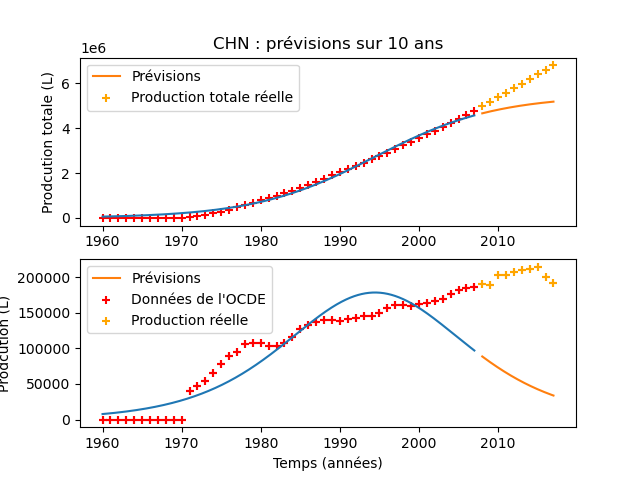 CHN : prévisions sur 10 ans
1e6
Prodcution totale (L)
6
4
2
0
Prévisions
Production totale réelle
1960 1970 1980 1990 2000 2010
Prodcution (L)
200000
150000
100000
50000
0
Prévisions
Données de l'OCDE
Production réelle
1960 1970 1980 1990 2000 2010
Temps (années)